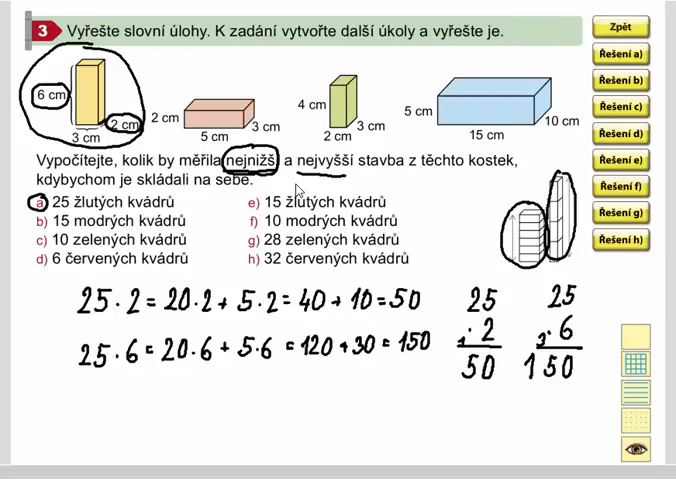 3 Vyřešte slovní úlohy. K zadání vytvořte další úkoly a vyřešte je.
Zpět
Řešení a)
Řešení b)
Řešení c)
Řešení d)
Řešení e)
Řešení f)
Řešení g)
Řešení h)
6 cm
2 cm
3 cm
2 cm
5 cm
3 cm
4 cm
2 cm
3 cm
5 cm
15 cm
10 cm
Vypočítejte, kolik by měřila nejnižší a nejvyšší stavba z těchto kostek,
kdybychom je skládali na sebe.
a) 25 žlutých kvádrů
b) 15 modrých kvádrů
c) 10 zelených kvádrů
d) 6 červených kvádrů
e) 15 žlutých kvádrů
f) 10 modrých kvádrů
g) 28 zelených kvádrů
h) 32 červených kvádrů
25 · 2 = 20 · 2 + 5 · 2 = 40 + 10 = 50
25 · 6 = 20 · 6 + 5 · 6 = 120 + 30 = 150
25
1 · 2
50
25
3 · 6
150